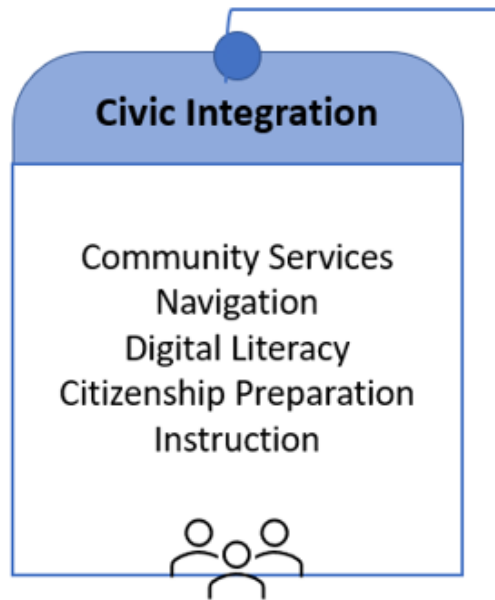 Civic Integration
Community Services
Navigation
Digital Literacy
Citizenship Preparation
Instruction